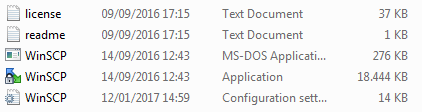 license 09/09/2016 17:15 Text Document 37 KB
readme 09/09/2016 17:15 Text Document 1 KB
WinSCP 14/09/2016 12:43 MS-DOS Applicati... 276 KB
WinSCP 14/09/2016 12:43 Application 18.444 KB
WinSCP 12/01/2017 14:59 Configuration sett... 14 KB